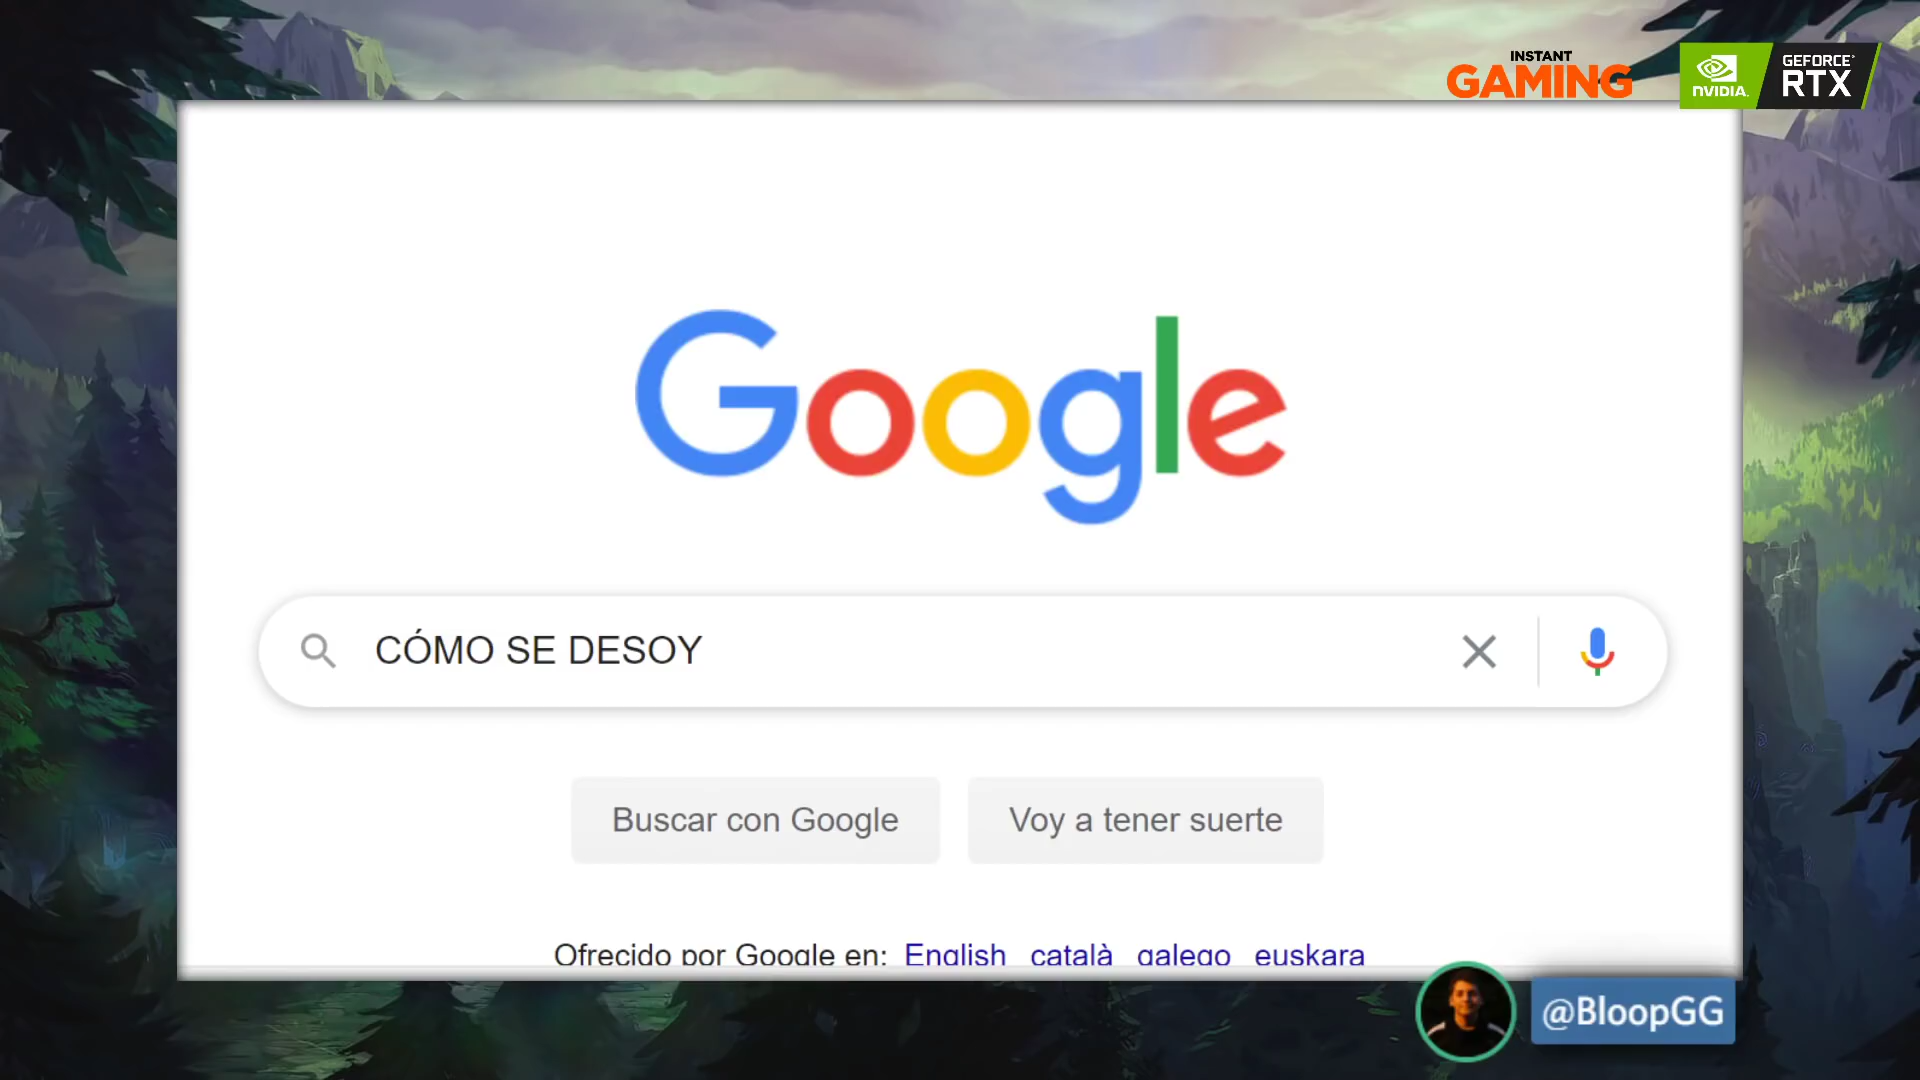 INSTANT
GAMING
NVIDIA.
GEFORCE
RTX
Google
CÓMO SE DESOY
Buscar con Google
Voy a tener suerte
Ofrecido por Google en: English català galego euskara
@BloopGG